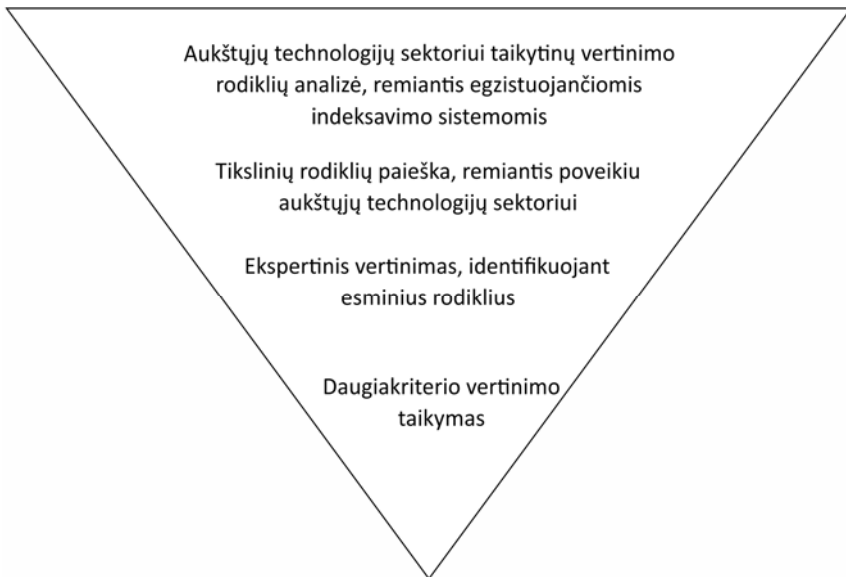 Aukštųjų technologijų sektoriui taikytinų vertinimo
rodiklių analizė, remiantis egzistuojančiomis
indeksavimo sistemomis
Tikslinių rodiklių paieška, remiantis poveikiu
aukštųjų technologijų sektoriui
Ekspertinis vertinimas, identifikuojant
esminius rodiklius
Daugiakriterio vertinimo
taikymas